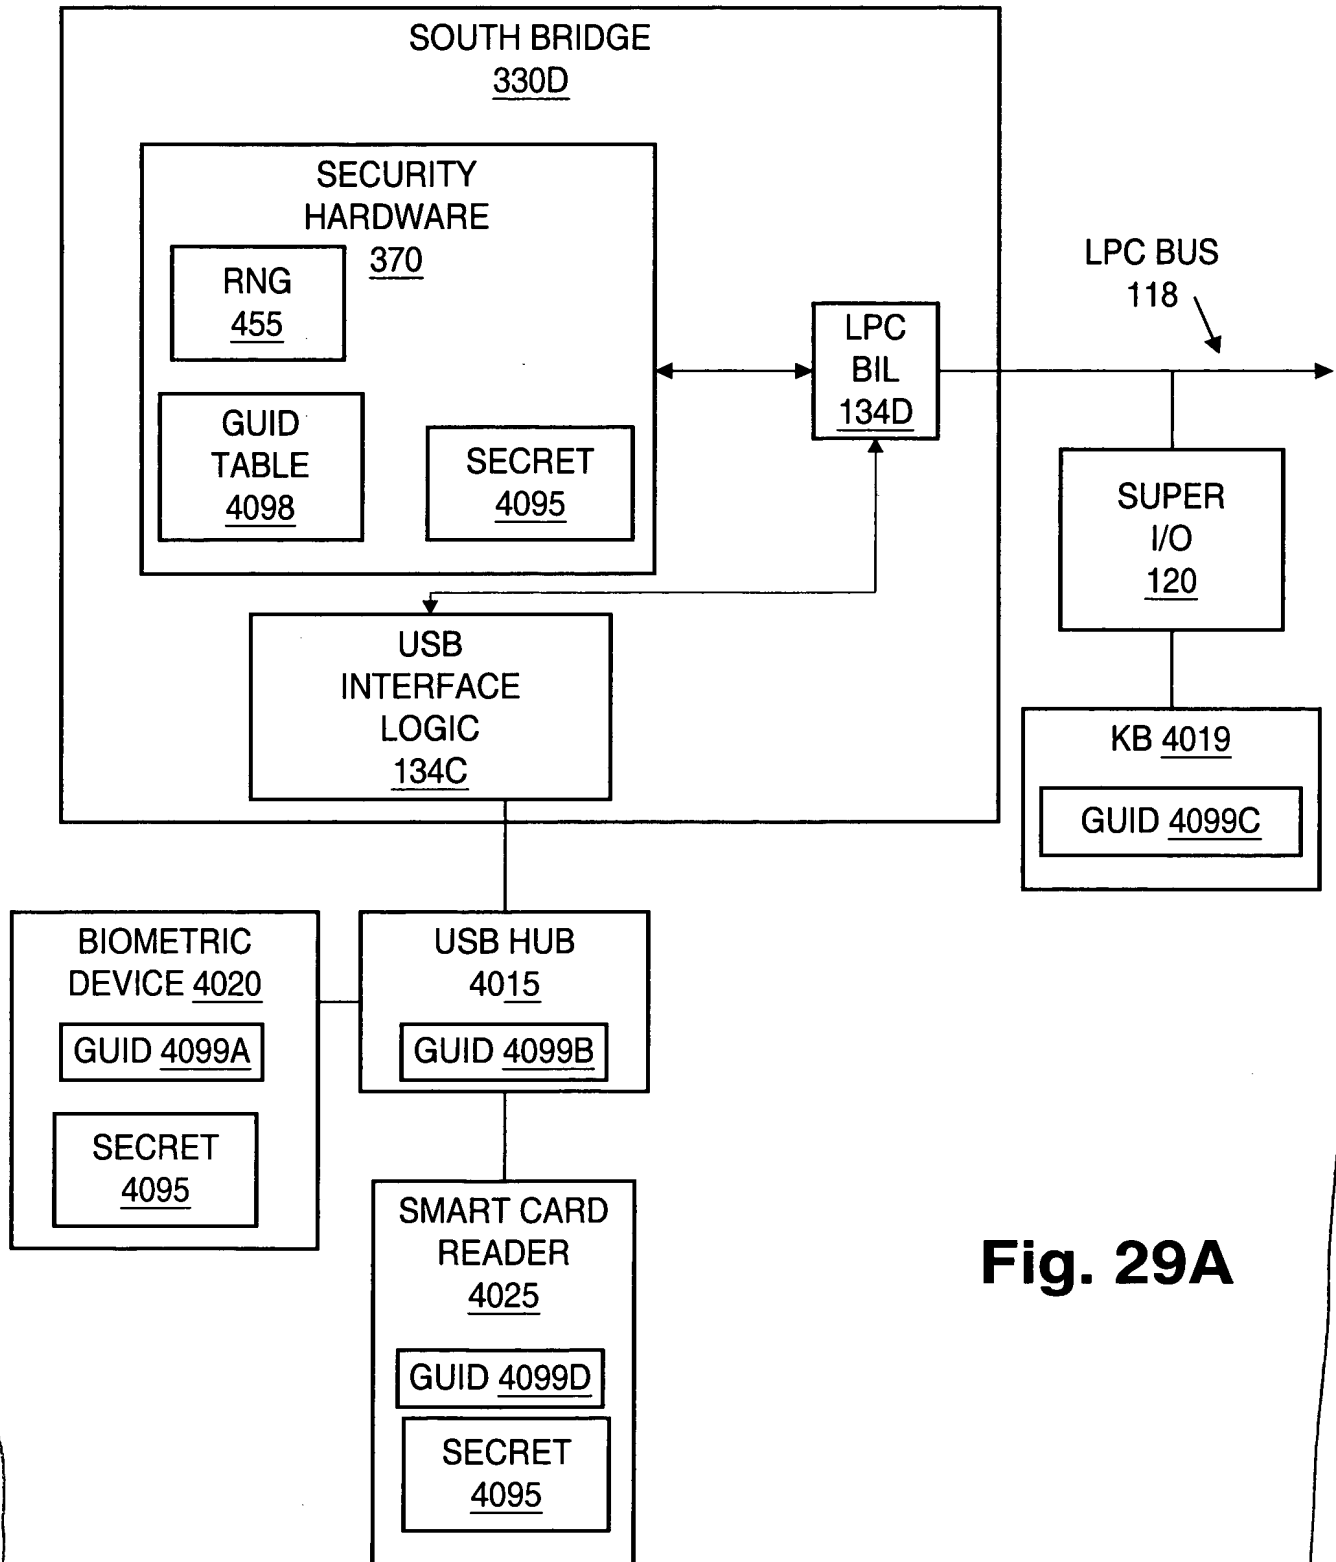 SOUTH BRIDGE
330D
SECURITY
HARDWARE
370
RNG
455
GUID
TABLE
4098
SECRET
4095
LPC
BIL
134D
LPC BUS
118
SUPER
I/O
120
KB 4019
GUID 4099C
USB
INTERFACE
LOGIC
134C
BIOMETRIC
DEVICE 4020
GUID 4099A
SECRET
4095
USB HUB
4015
GUID 4099B
SMART CARD
READER
4025
GUID 4099D
SECRET
4095
Fig. 29A